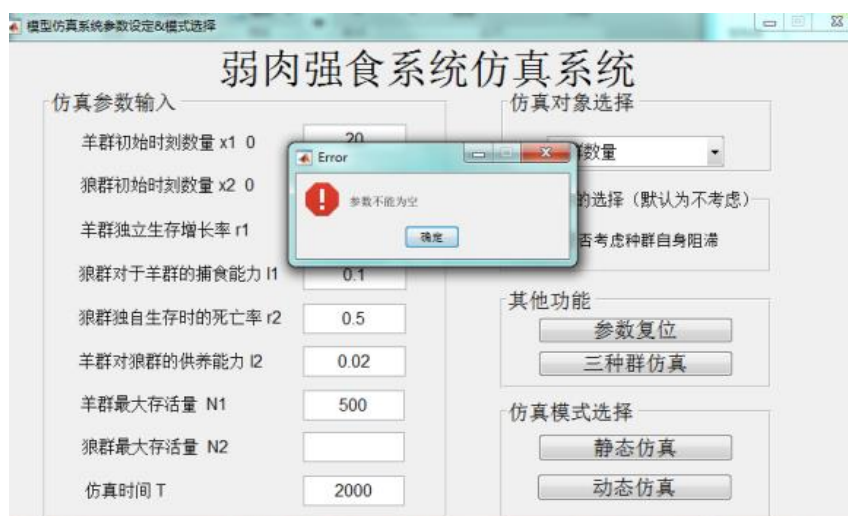 模型仿真系统参数设定&模式选择
弱肉强食系统仿真系统
仿真参数输入
羊群初始时刻数量 x1 0
20
狼群初始时刻数量 x2 0
羊群独立生存增长率 r1
狼群对于羊群的捕食能力 l1
0.1
狼群独自生存时的死亡率 r2
0.5
羊群对狼群的供养能力 l2
0.02
羊群最大存活量 N1
500
狼群最大存活量 N2
仿真时间 T
2000
Error
参数不能为空
确定
仿真对象选择
群数量
的选择（默认为不考虑）
否考虑种群自身阻滞
其他功能
参数复位
三种群仿真
仿真模式选择
静态仿真
动态仿真